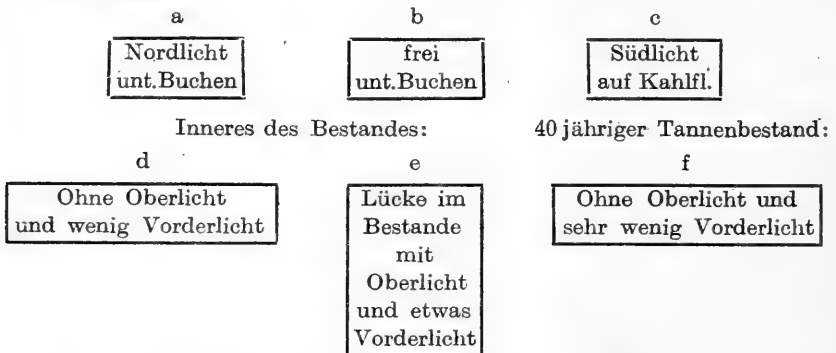 a b c
Nordlicht frei Südlicht
unt.Buchen unt.Buchen auf Kahlfl.
Inneres des Bestandes: 40 jähriger Tannenbestand:
d e f
Ohne Oberlicht Lücke im Ohne Oberlicht und
und wenig Vorderlicht Bestande sehr wenig Vorderlicht
mit
Oberlicht
und etwas
Vorderlicht